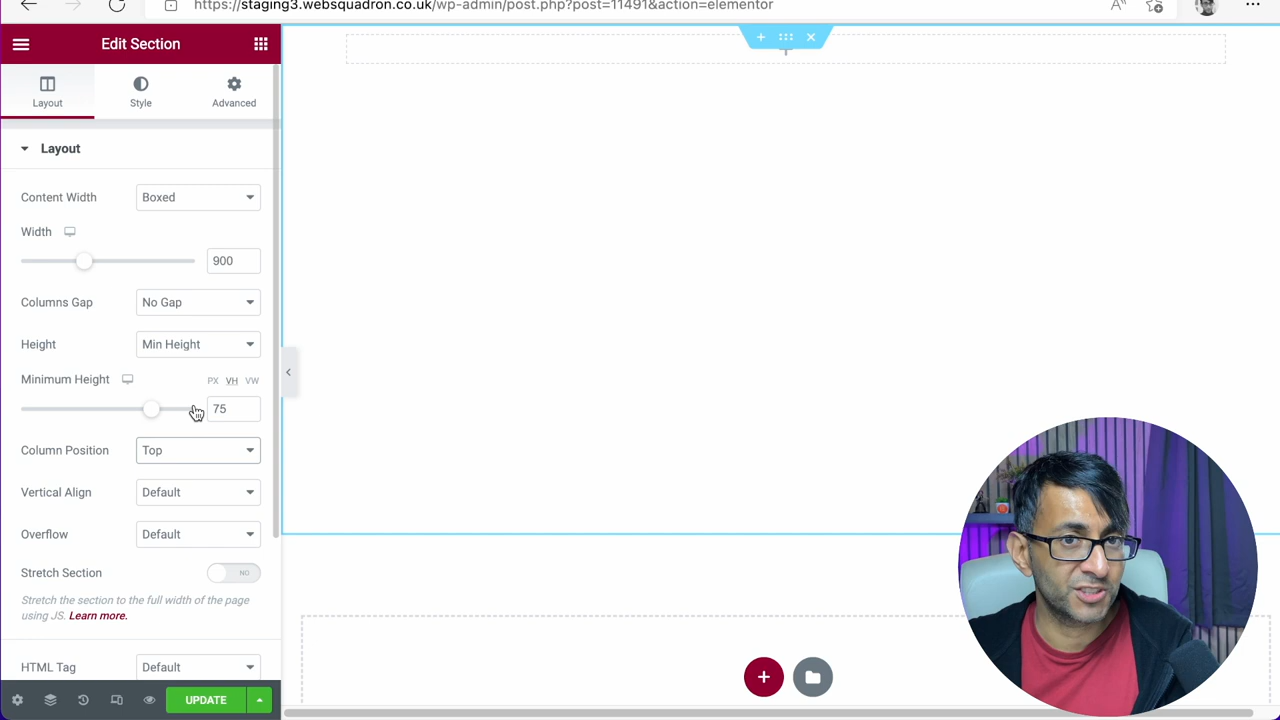 https://staging3.websquadron.co.uk/wp-admin/post.php?post=11491&action=elementor
Edit Section
Layout
Style
Advanced
Layout
Content Width
Boxed
Width
900
Columns Gap
No Gap
Height
Min Height
Minimum Height
PX VH VW
75
Column Position
Top
Vertical Align
Default
Overflow
Default
Stretch Section
NO
Stretch the section to the full width of the page
using JS. Learn more.
HTML Tag
Default
UPDATE